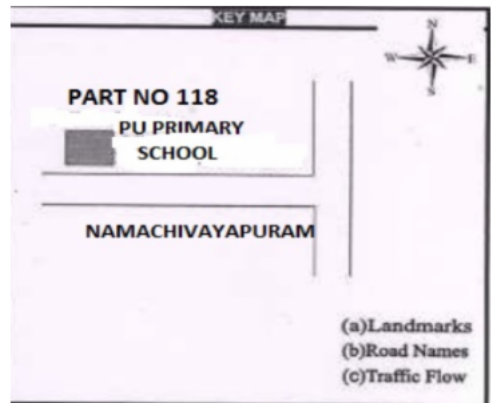 KEY MAP
N
W E
S
PART NO 118
PU PRIMARY
SCHOOL
NAMACHIVAYAPURAM
(a)Landmarks
(b)Road Names
(c)Traffic Flow